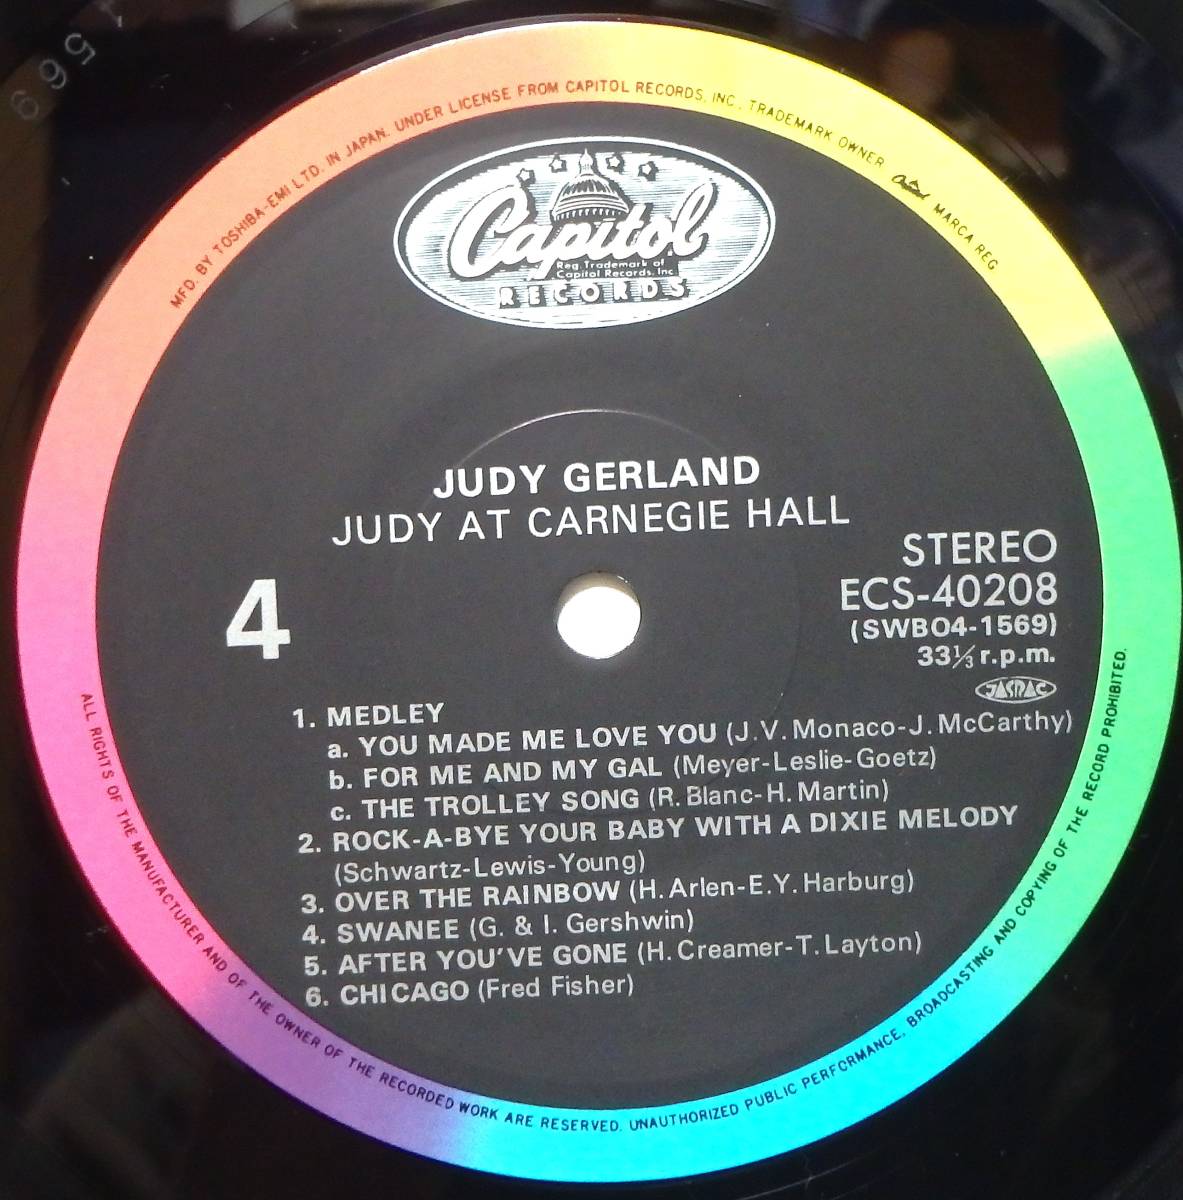 569
MFD. BY TOSHIBA-EMI LTD. IN JAPAN. UNDER LICENSE FROM CAPITOL RECORDS, INC., TRADEMARK OWNER Capitol MARCA REG
Capitol
Reg. Trademark of
Capitol Records, Inc.
RECORDS
JUDY GERLAND
JUDY AT CARNEGIE HALL
STEREO
ECS-40208
(SWBO4-1569)
33⅓ r.p.m.
JASRAC
4
1. MEDLEY
a. YOU MADE ME LOVE YOU (J.V. Monaco-J. McCarthy)
b. FOR ME AND MY GAL (Meyer-Leslie-Goetz)
c. THE TROLLEY SONG (R. Blanc-H. Martin)
2. ROCK-A-BYE YOUR BABY WITH A DIXIE MELODY
(Schwartz-Lewis-Young)
3. OVER THE RAINBOW (H. Arlen-E.Y. Harburg)
4. SWANEE (G. & I. Gershwin)
5. AFTER YOU'VE GONE (H. Creamer-T. Layton)
6. CHICAGO (Fred Fisher)
ALL RIGHTS OF THE MANUFACTURER AND OF THE OWNER OF THE RECORDED WORK ARE RESERVED. UNAUTHORIZED PUBLIC PERFORMANCE, BROADCASTING AND COPYING OF THE RECORD PROHIBITED.